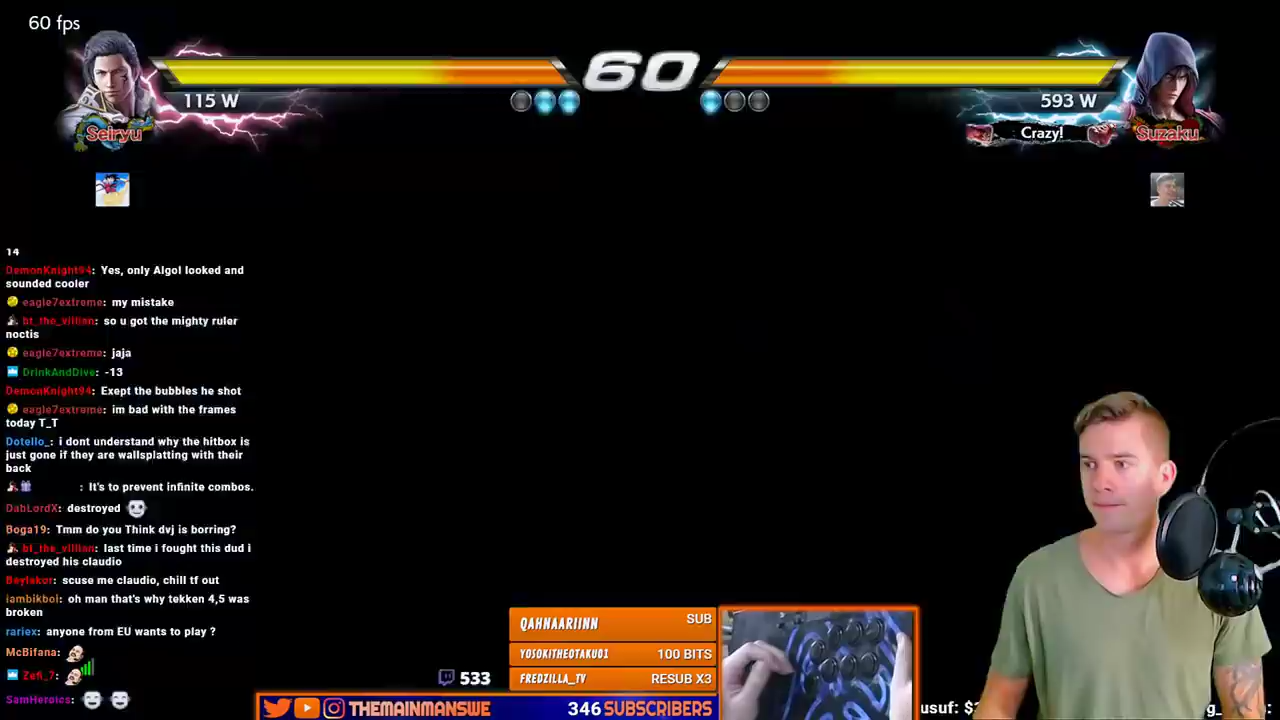 60 fps
60
115 W
593 W
Seiryu
Crazy!
Suzaku
14
DemonKnight94: Yes, only Algol looked and
sounded cooler
eagle7extreme: my mistake
bt_the_villian: so u got the mighty ruler
noctis
eagle7extreme: jaja
DrinkAndDive: -13
DemonKnight94: Exept the bubbles he shot
eagle7extreme: im bad with the frames
today T_T
Dotello_: i dont understand why the hitbox is
just gone if they are wallsplatting with their
back
: It's to prevent infinite combos.
DabLordX: destroyed
Boga19: Tmm do you Think dvj is borring?
bt_the_villian: last time i fought this dud i
destroyed his claudio
scuse me claudio, chill tf out
iambikboi: oh man that's why tekken 4,5 was
broken
rariex: anyone from EU wants to play ?
McBifana:
Zefi_7:
SamHeroics:
QAHNAARIINN SUB
YOSOKITHEOTAKU01 100 BITS
FREDZILLA_TV RESUB X3
533
THEMAINMANSWE 346 SUBSCRIBERS
usuf: